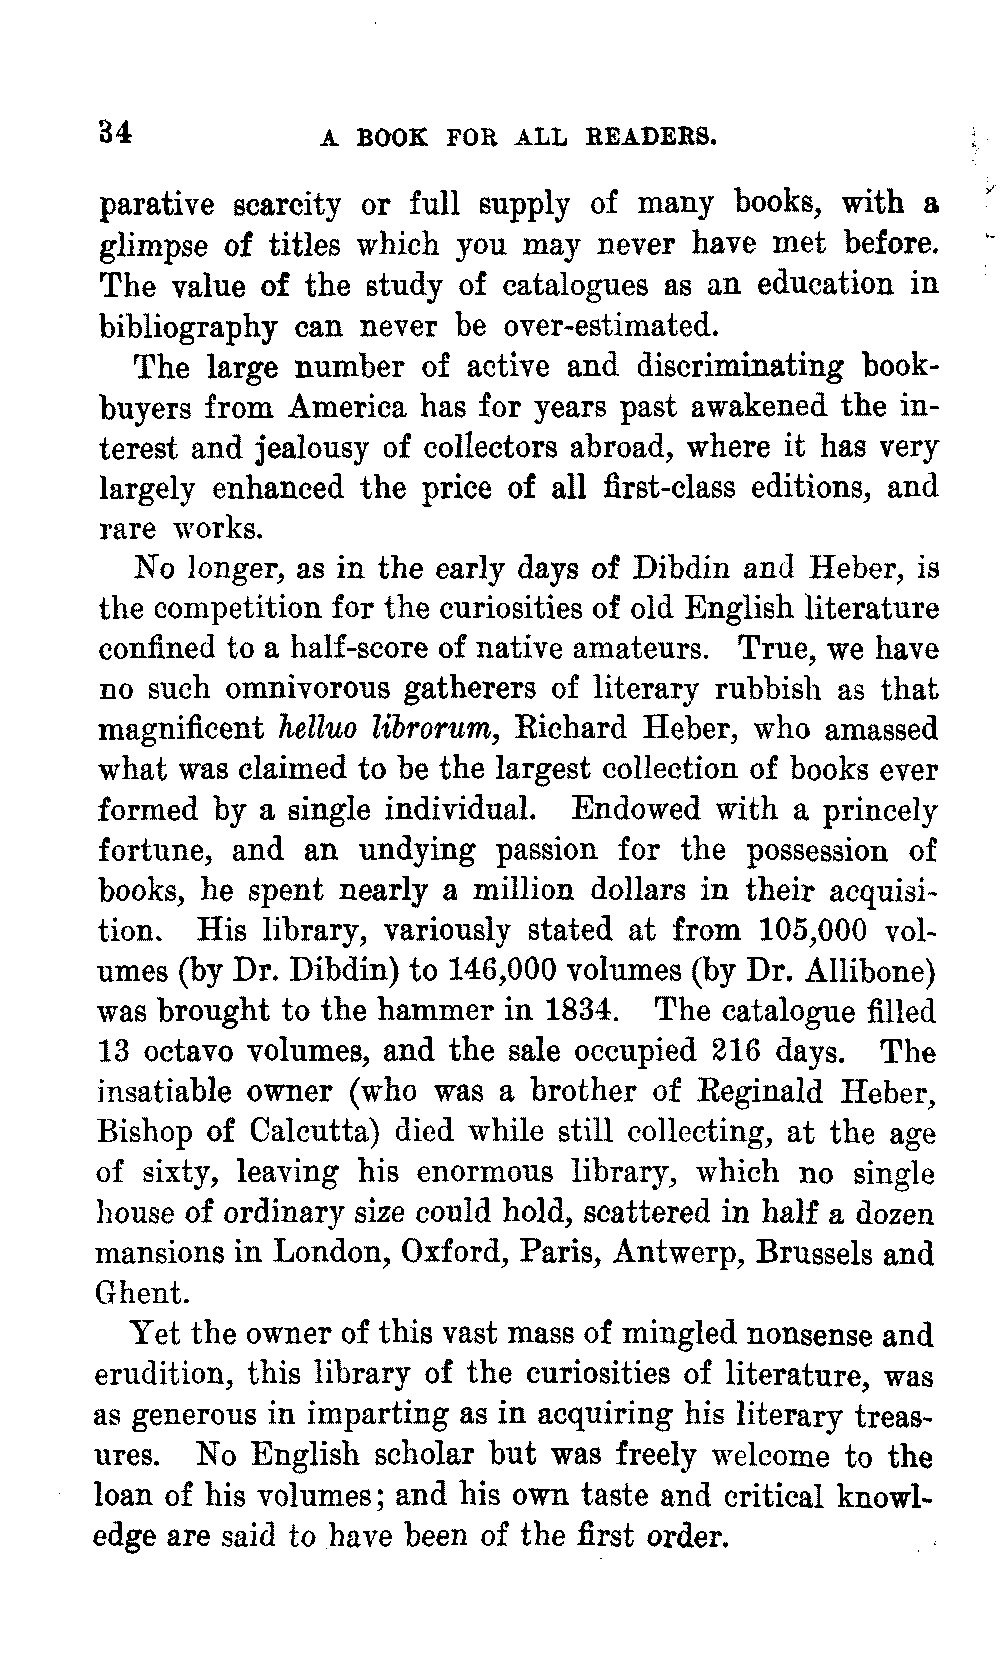 34
A BOOK FOR ALL READERS.
parative scarcity or full supply of many books, with a
glimpse of titles which you may never have met before.
The value of the study of catalogues as an education in
bibliography can never be over-estimated.
The large number of active and discriminating book-
buyers from America has for years past awakened the in-
terest and jealousy of collectors abroad, where it has very
largely enhanced the price of all first-class editions, and
rare works.
No longer, as in the early days of Dibdin and Heber, is
the competition for the curiosities of old English literature
confined to a half-score of native amateurs. True, we have
no such omnivorous gatherers of literary rubbish as that
magnificent helluo librorum, Richard Heber, who amassed
what was claimed to be the largest collection of books ever
formed by a single individual. Endowed with a princely
fortune, and an undying passion for the possession of
books, he spent nearly a million dollars in their acquisi-
tion. His library, variously stated at from 105,000 vol-
umes (by Dr. Dibdin) to 146,000 volumes (by Dr. Allibone)
was brought to the hammer in 1834. The catalogue filled
13 octavo volumes, and the sale occupied 216 days. The
insatiable owner (who was a brother of Reginald Heber,
Bishop of Calcutta) died while still collecting, at the age
of sixty, leaving his enormous library, which no single
house of ordinary size could hold, scattered in half a dozen
mansions in London, Oxford, Paris, Antwerp, Brussels and
Ghent.
Yet the owner of this vast mass of mingled nonsense and
erudition, this library of the curiosities of literature, was
as generous in imparting as in acquiring his literary treas-
ures. No English scholar but was freely welcome to the
loan of his volumes; and his own taste and critical knowl-
edge are said to have been of the first order.